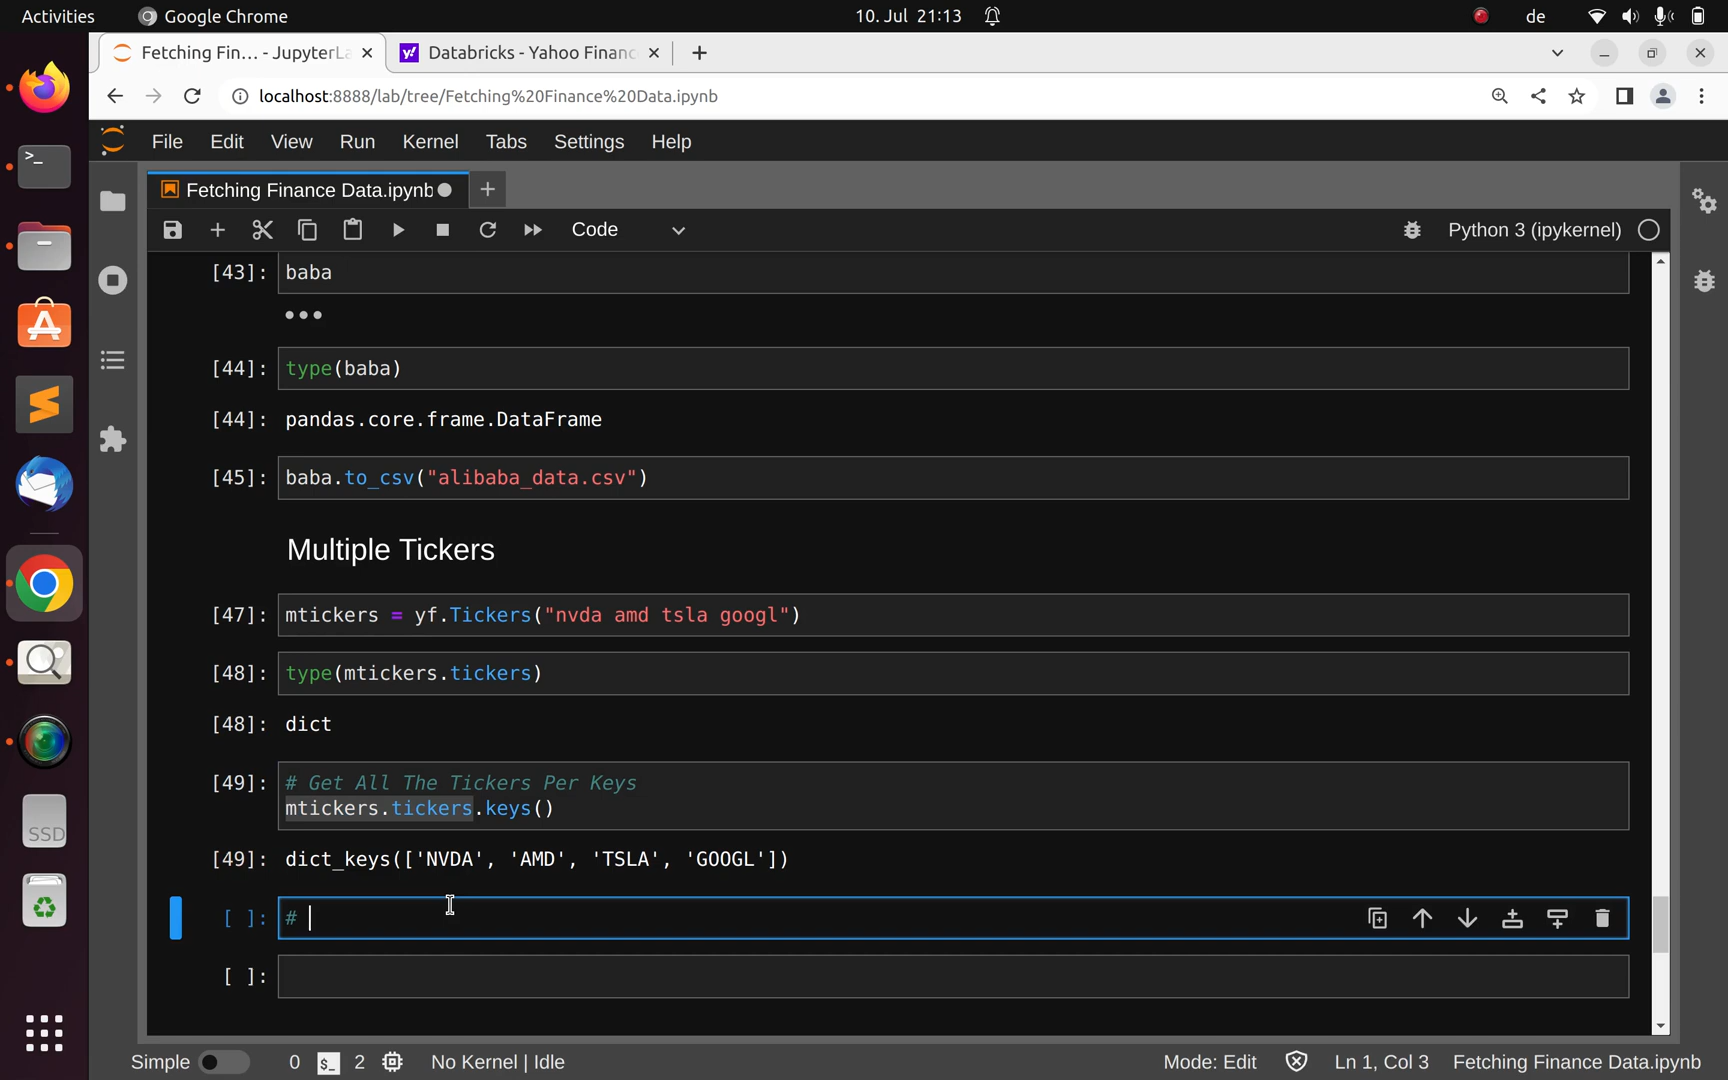 Activities
Google Chrome
10. Jul 21:13
de
Fetching Fin… - JupyterLa
Databricks - Yahoo Financ
localhost:8888/lab/tree/Fetching%20Finance%20Data.ipynb
File Edit View Run Kernel Tabs Settings Help
Fetching Finance Data.ipynb
Code
Python 3 (ipykernel)
[43]: baba
[44]: type(baba)
[44]: pandas.core.frame.DataFrame
[45]: baba.to_csv("alibaba_data.csv")
Multiple Tickers
[47]: mtickers = yf.Tickers("nvda amd tsla googl")
[48]: type(mtickers.tickers)
[48]: dict
[49]: # Get All The Tickers Per Keys
mtickers.tickers.keys()
[49]: dict_keys(['NVDA', 'AMD', 'TSLA', 'GOOGL'])
[ ]: #
[ ]:
SSD
Simple 0 $_ 2 No Kernel | Idle
Mode: Edit Ln 1, Col 3 Fetching Finance Data.ipynb